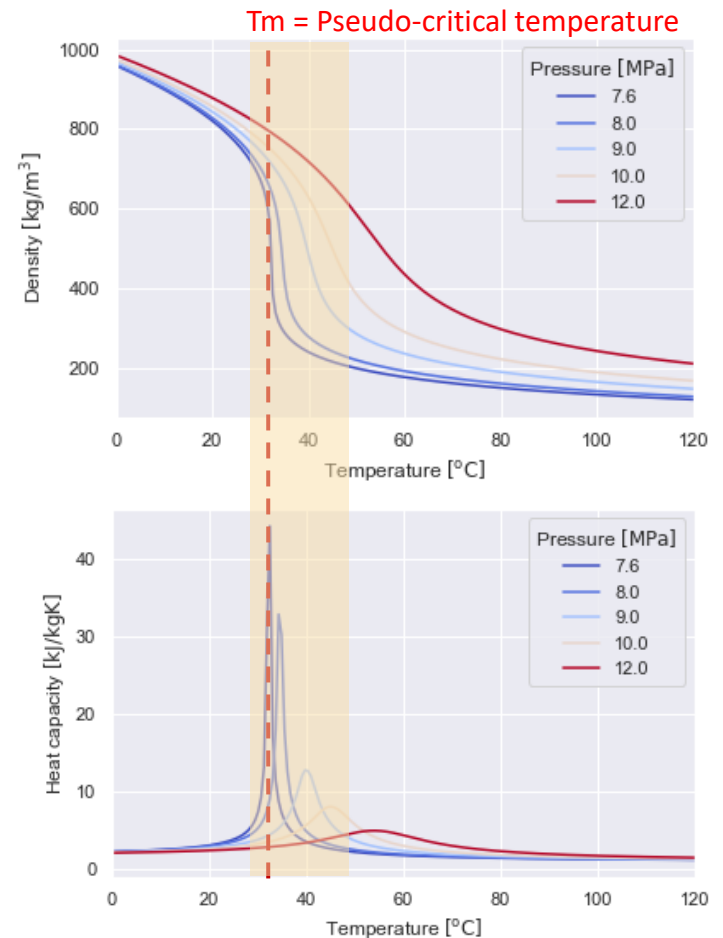 Tm = Pseudo-critical temperature
1000
800
600
400
200
Density [kg/m³]
Pressure [MPa]
7.6
8.0
9.0
10.0
12.0
0 20 40 60 80 100 120
Temperature [°C]
40
30
20
10
0
Heat capacity [kJ/kgK]
Pressure [MPa]
7.6
8.0
9.0
10.0
12.0
0 20 40 60 80 100 120
Temperature [°C]